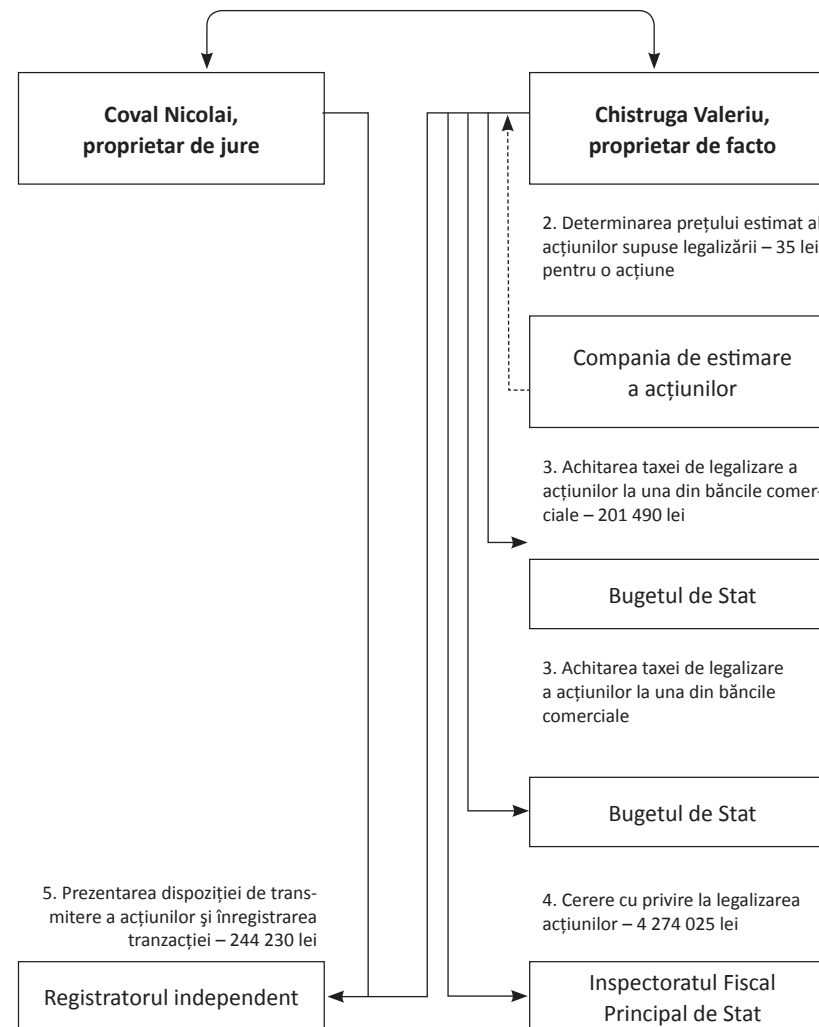 Coval Nicolai,
proprietar de jure
Chistruga Valeriu,
proprietar de facto
2. Determinarea prețului estimat al
acțiunilor supuse legalizării – 35 lei
pentru o acțiune
Compania de estimare
a acțiunilor
3. Achitarea taxei de legalizare a
acțiunilor la una din băncile comer-
ciale – 201 490 lei
Bugetul de Stat
3. Achitarea taxei de legalizare
a acțiunilor la una din băncile
comerciale
Bugetul de Stat
5. Prezentarea dispoziției de trans-
mitere a acțiunilor şi înregistrarea
tranzacției – 244 230 lei
4. Cerere cu privire la legalizarea
acțiunilor – 4 274 025 lei
Registratorul independent
Inspectoratul Fiscal
Principal de Stat